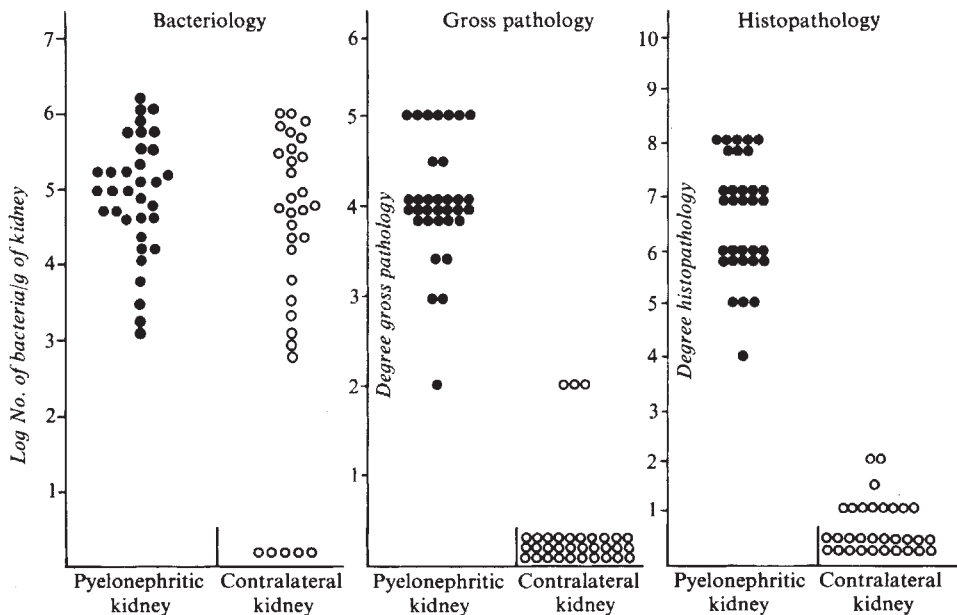 Bacteriology
Log No. of bacteria/g of kidney
7
6
5
4
3
2
1
Pyelonephritic
kidney
Contralateral
kidney
Gross pathology
Degree gross pathology
6
5
4
3
2
1
Pyelonephritic
kidney
Contralateral
kidney
Histopathology
Degree histopathology
10
9
8
7
6
5
4
3
2
1
Pyelonephritic
kidney
Contralateral
kidney